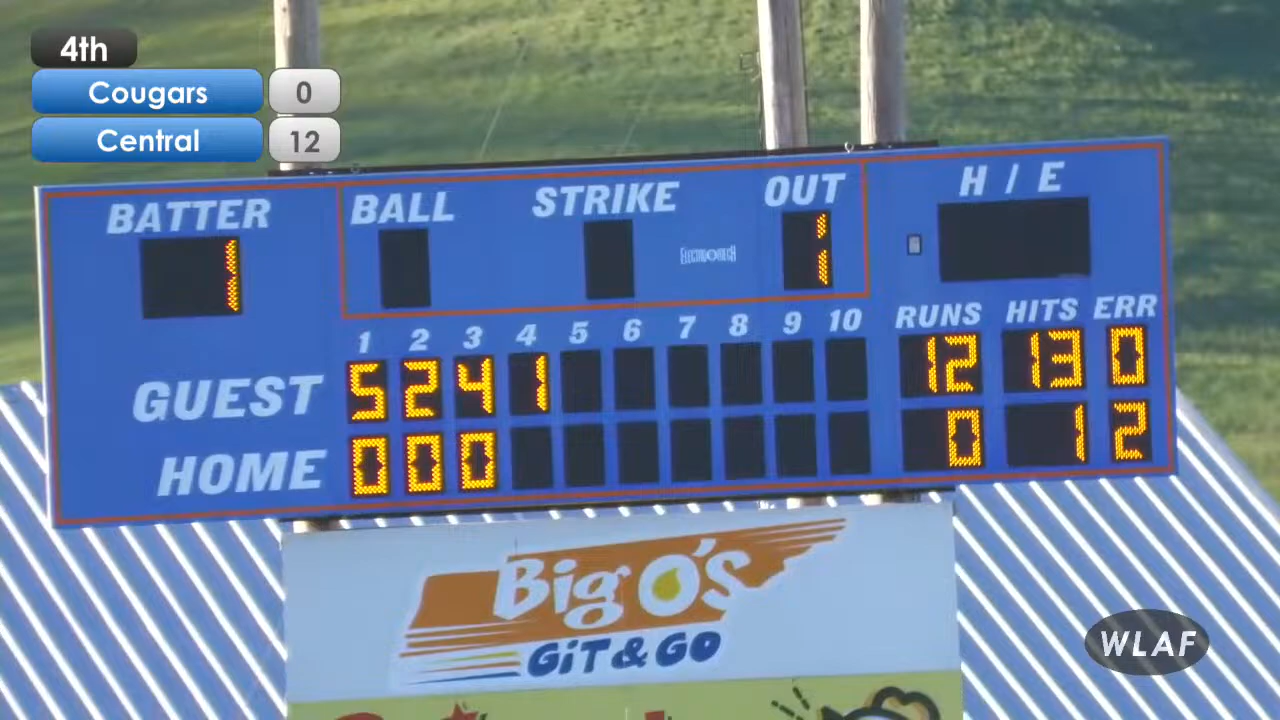 4th
Cougars 0
Central 12
BATTER BALL STRIKE OUT H / E
1 1
ELECTRO-MECH
1 2 3 4 5 6 7 8 9 10 RUNS HITS ERR
GUEST 5 2 4 1 12 13 0
HOME 0 0 0 0 1 2
Big O's
GiT & GO
WLAF